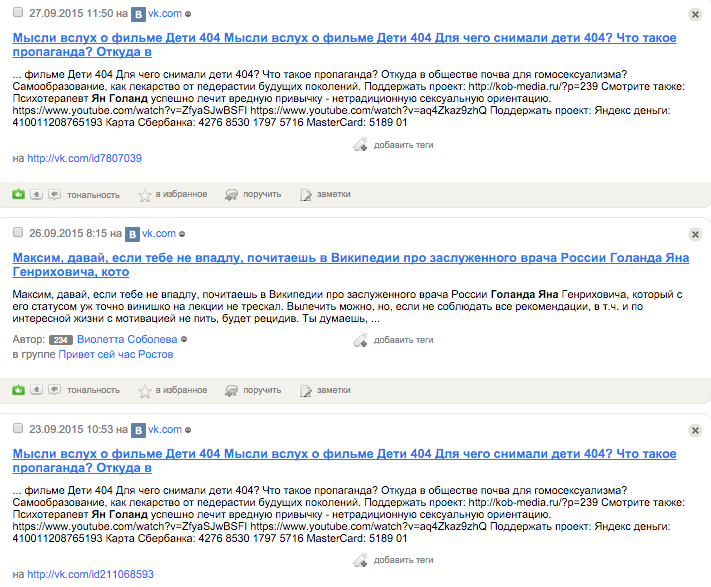 27.09.2015 11:50 на B vk.com
Мысли вслух о фильме Дети 404 Мысли вслух о фильме Дети 404 Для чего снимали дети 404? Что такое
пропаганда? Откуда в
... фильме Дети 404 Для чего снимали дети 404? Что такое пропаганда? Откуда в обществе почва для гомосексуализма?
Самообразование, как лекарство от педерастии будущих поколений. Поддержать проект: http://kob-media.ru/?p=239 Смотрите также:
Психотерапевт Ян Голанд успешно лечит вредную привычку - нетрадиционную сексуальную ориентацию.
https://www.youtube.com/watch?v=ZfyaSJwBSFI https://www.youtube.com/watch?v=aq4Zkaz9zhQ Поддержать проект: Яндекс деньги:
410011208765193 Карта Сбербанка: 4276 8530 1797 5716 MasterCard: 5189 01
добавить теги
на http://vk.com/id7807039
тональность в избранное поручить заметки
26.09.2015 8:15 на B vk.com
Максим, давай, если тебе не впадлу, почитаешь в Википедии про заслуженного врача России Голанда Яна
Генриховича, кото
Максим, давай, если тебе не впадлу, почитаешь в Википедии про заслуженного врача России Голанда Яна Генриховича, который с
его статусом уж точно винишко на лекции не трескал. Вылечить можно, но, если не соблюдать все рекомендации, в т.ч. и по
интересной жизни с мотивацией не пить, будет рецидив. Ты думаешь, ...
Автор: 234 Виолетта Соболева добавить теги
в группе Привет сей час Ростов
тональность в избранное поручить заметки
23.09.2015 10:53 на B vk.com
Мысли вслух о фильме Дети 404 Мысли вслух о фильме Дети 404 Для чего снимали дети 404? Что такое
пропаганда? Откуда в
... фильме Дети 404 Для чего снимали дети 404? Что такое пропаганда? Откуда в обществе почва для гомосексуализма?
Самообразование, как лекарство от педерастии будущих поколений. Поддержать проект: http://kob-media.ru/?p=239 Смотрите также:
Психотерапевт Ян Голанд успешно лечит вредную привычку - нетрадиционную сексуальную ориентацию.
https://www.youtube.com/watch?v=ZfyaSJwBSFI https://www.youtube.com/watch?v=aq4Zkaz9zhQ Поддержать проект: Яндекс деньги:
410011208765193 Карта Сбербанка: 4276 8530 1797 5716 MasterCard: 5189 01
добавить теги
на http://vk.com/id211068593